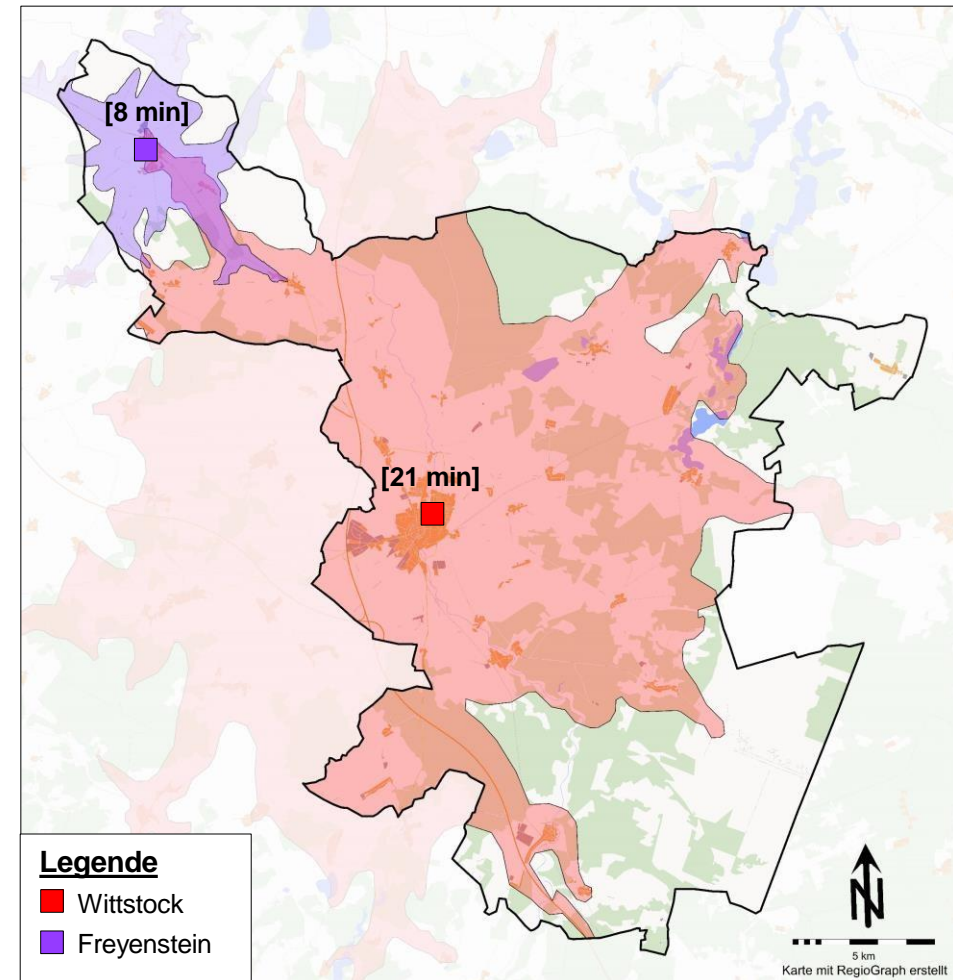 [8 min]
[21 min]
Legende
Wittstock
Freyenstein
N
5 km
Karte mit RegioGraph erstellt